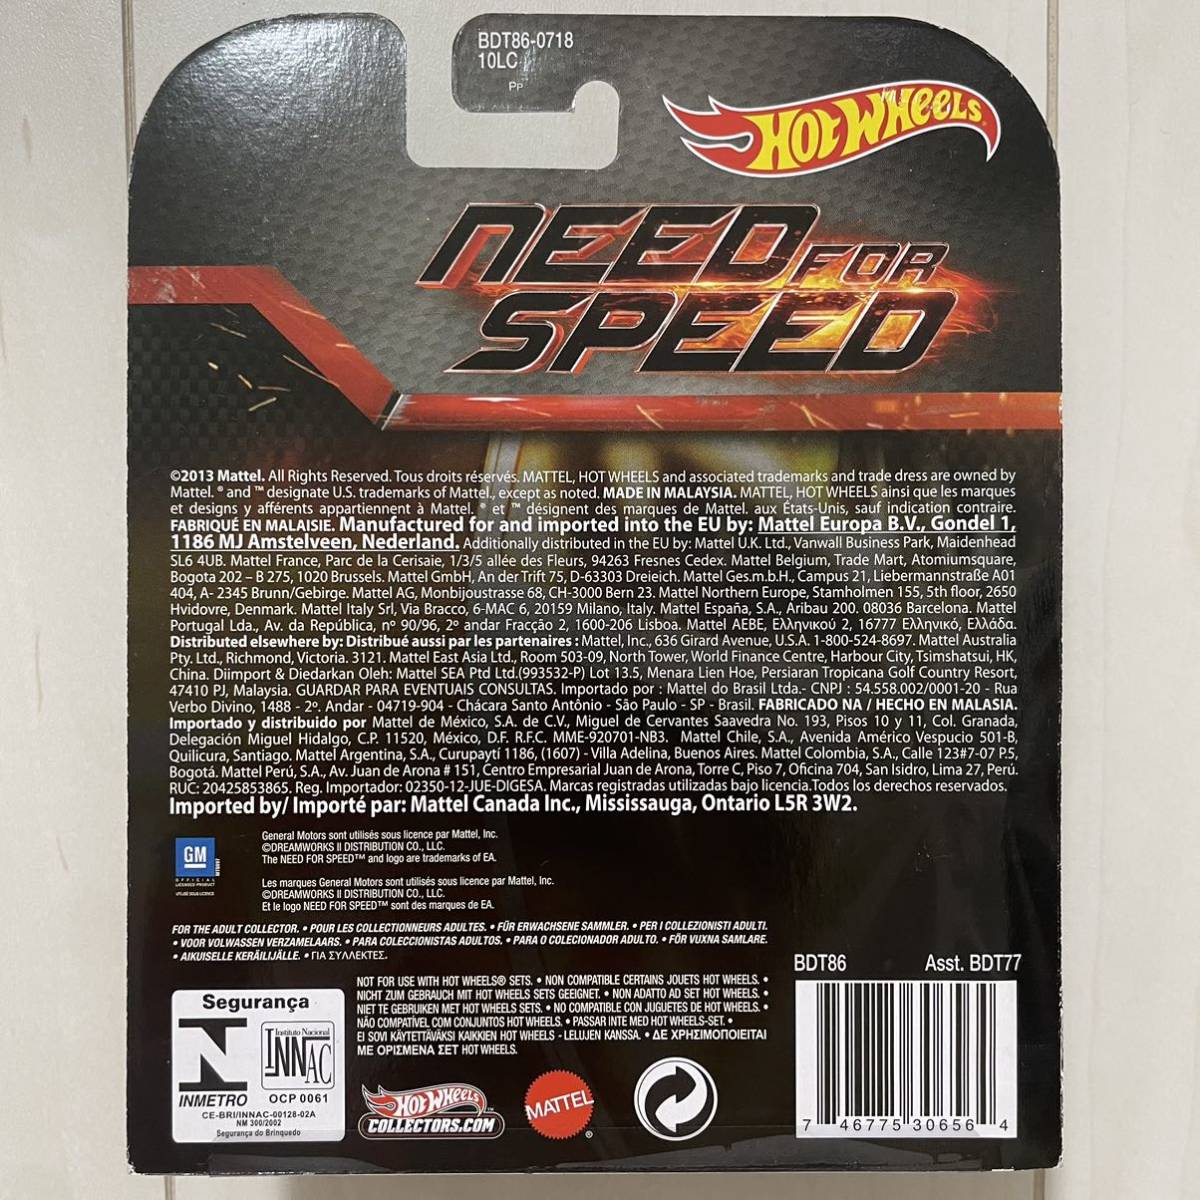 BDT86-0718
10LC
PP
HOT WHEELS
NEED FOR
SPEED
©2013 Mattel. All Rights Reserved. Tous droits réservés. MATTEL, HOT WHEELS and associated trademarks and trade dress are owned by
Mattel. ® and ™ designate U.S. trademarks of Mattel., except as noted. MADE IN MALAYSIA. MATTEL, HOT WHEELS ainsi que les marques
et designs y afférents appartiennent à Mattel. ® et ™ désignent des marques de Mattel. aux États-Unis, sauf indication contraire.
FABRIQUÉ EN MALAISIE. Manufactured for and imported into the EU by: Mattel Europa B.V., Gondel 1,
1186 MJ Amstelveen, Nederland. Additionally distributed in the EU by: Mattel U.K. Ltd., Vanwall Business Park, Maidenhead
SL6 4UB. Mattel France, Parc de la Cerisaie, 1/3/5 allée des Fleurs, 94263 Fresnes Cedex. Mattel Belgium, Trade Mart, Atomiumsquare,
Bogota 202 – B 275, 1020 Brussels. Mattel GmbH, An der Trift 75, D-63303 Dreieich. Mattel Ges.m.b.H., Campus 21, Liebermannstraße A01
404, A- 2345 Brunn/Gebirge. Mattel AG, Monbijoustrasse 68, CH-3000 Bern 23. Mattel Northern Europe, Stamholmen 155, 5th floor, 2650
Hvidovre, Denmark. Mattel Italy Srl, Via Bracco, 6-MAC 6, 20159 Milano, Italy. Mattel España, S.A., Aribau 200. 08036 Barcelona. Mattel
Portugal Lda., Av. da República, nº 90/96, 2º andar Fracção 2, 1600-206 Lisboa. Mattel AEBE, Ελληνικού 2, 16777 Ελληνικό, Ελλάδα.
Distributed elsewhere by: Distribué aussi par les partenaires : Mattel, Inc., 636 Girard Avenue, U.S.A. 1-800-524-8697. Mattel Australia
Pty. Ltd., Richmond, Victoria. 3121. Mattel East Asia Ltd., Room 503-09, North Tower, World Finance Centre, Harbour City, Tsimshatsui, HK,
China. Diimport & Diedarkan Oleh: Mattel SEA Ptd Ltd.(993532-P) Lot 13.5, Menara Lien Hoe, Persiaran Tropicana Golf Country Resort,
47410 PJ, Malaysia. GUARDAR PARA EVENTUAIS CONSULTAS. Importado por : Mattel do Brasil Ltda.- CNPJ : 54.558.002/0001-20 - Rua
Verbo Divino, 1488 - 2º. Andar - 04719-904 - Chácara Santo Antônio - São Paulo - SP - Brasil. FABRICADO NA / HECHO EN MALASIA.
Importado y distribuido por Mattel de México, S.A. de C.V., Miguel de Cervantes Saavedra No. 193, Pisos 10 y 11, Col. Granada,
Delegación Miguel Hidalgo, C.P. 11520, México, D.F. R.F.C. MME-920701-NB3. Mattel Chile, S.A., Avenida Américo Vespucio 501-B,
Quilicura, Santiago. Mattel Argentina, S.A., Curupaytí 1186, (1607) - Villa Adelina, Buenos Aires. Mattel Colombia, S.A., Calle 123#7-07 P.5,
Bogotá. Mattel Perú, S.A., Av. Juan de Arona # 151, Centro Empresarial Juan de Arona, Torre C, Piso 7, Oficina 704, San Isidro, Lima 27, Perú.
RUC: 20425853865. Reg. Importador: 02350-12-JUE-DIGESA. Marcas registradas utilizadas bajo licencia.Todos los derechos reservados.
Imported by/ Importé par: Mattel Canada Inc., Mississauga, Ontario L5R 3W2.
GM
OFFICIAL
LICENSED PRODUCT
General Motors sont utilisés sous licence par Mattel, Inc.
©DREAMWORKS II DISTRIBUTION CO., LLC.
The NEED FOR SPEED™ and logo are trademarks of EA.
Les marques General Motors sont utilisés sous licence par Mattel, Inc.
©DREAMWORKS II DISTRIBUTION CO., LLC.
Et le logo NEED FOR SPEED™ sont des marques de EA.
FOR THE ADULT COLLECTOR. • POUR LES COLLECTIONNEURS ADULTES. • FÜR ERWACHSENE SAMMLER. • PER I COLLEZIONISTI ADULTI.
• VOOR VOLWASSEN VERZAMELAARS. • PARA COLECCIONISTAS ADULTOS. • PARA O COLECIONADOR ADULTO. • FÖR VUXNA SAMLARE.
• AIKUISELLE KERÄILIJÄLLE. • ΓΙΑ ΣΥΛΛΕΚΤΕΣ.
NOT FOR USE WITH HOT WHEELS® SETS. • NON COMPATIBLE CERTAINS JOUETS HOT WHEELS. •
NICHT ZUM GEBRAUCH MIT HOT WHEELS SETS GEEIGNET. • NON ADATTO AD SET HOT WHEELS. •
NIET TE GEBRUIKEN MET HOT WHEELS SETS. • NO COMPATIBLE CON JUGUETES DE HOT WHEELS. •
NÃO COMPATÍVEL COM CONJUNTOS HOT WHEELS. • PASSAR INTE MED HOT WHEELS-SET. •
EI SOVI KÄYTETTÄVÄKSI KAIKKIEN HOT WHEELS - LELUJEN KANSSA. • ΔΕ ΧΡΗΣΙΜΟΠΟΙΕΙΤΑΙ
ΜΕ ΟΡΙΣΜΕΝΑ ΣΕΤ HOT WHEELS.
Segurança
Instituto Nacional
INNAC
INMETRO OCP 0061
CE-BRI/INNAC-00128-02A
NM 300/2002
Segurança do Brinquedo
HOT WHEELS™
COLLECTORS.COM
MATTEL®
BDT86 Asst. BDT77
7 46775 30656 4